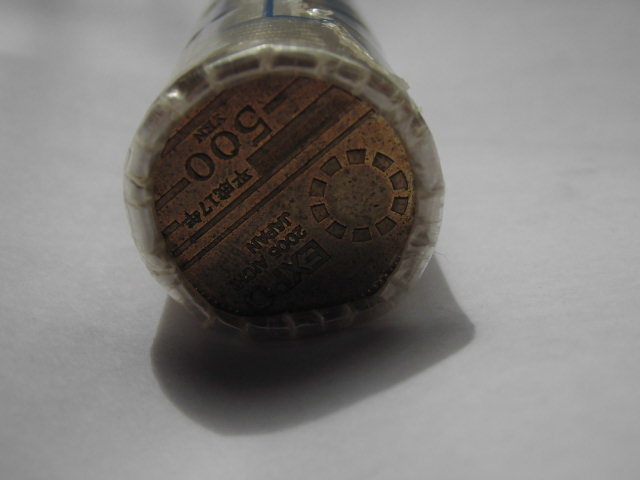 500
YEN
平成17年
EXPO
2005 AICHI
JAPAN